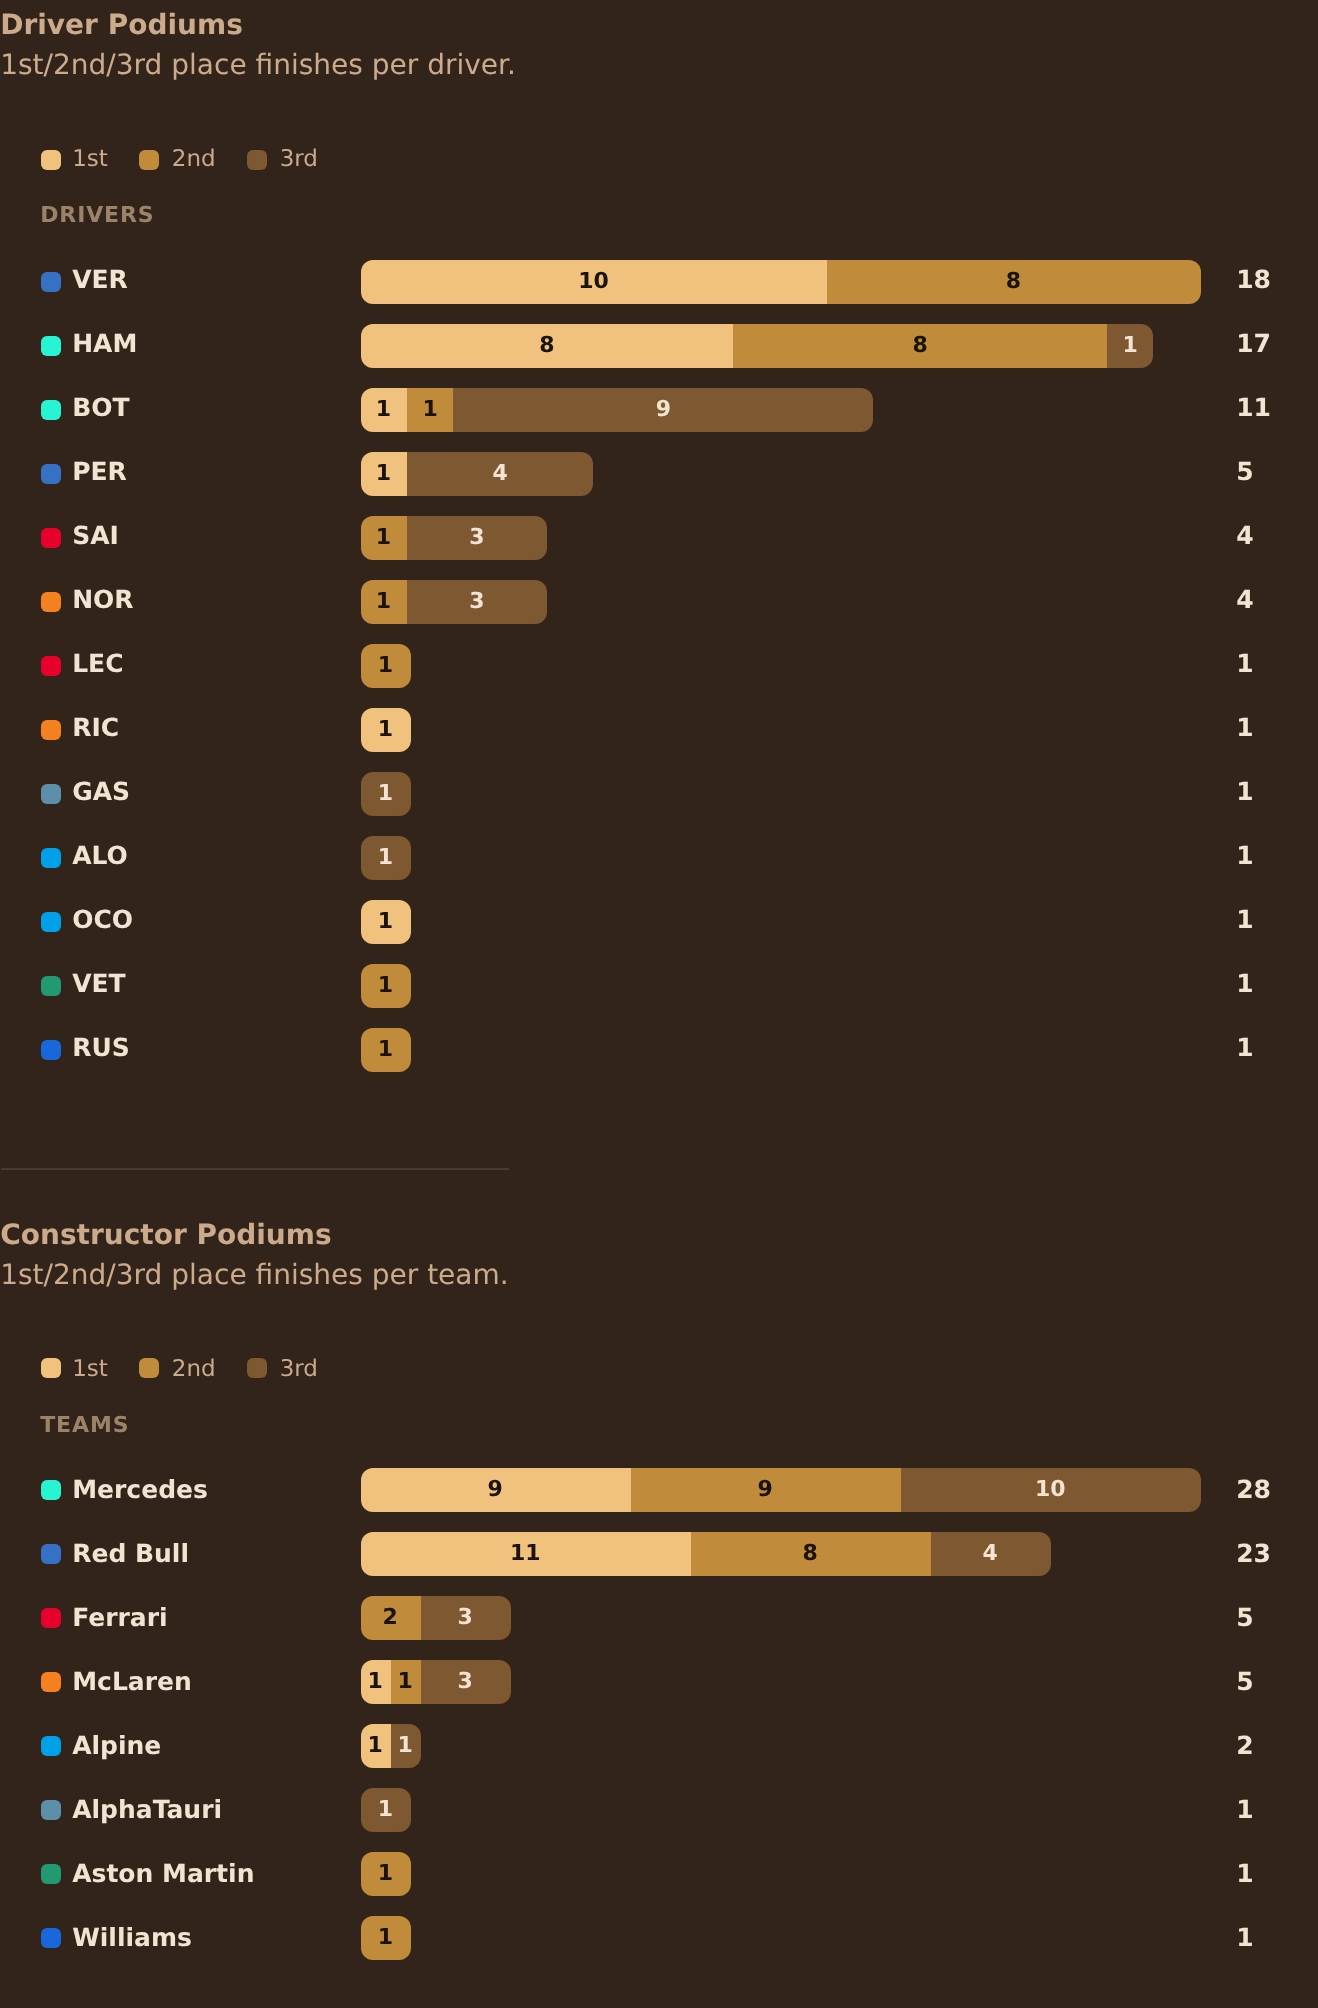 Driver Podiums
1st/2nd/3rd place finishes per driver.
1st 2nd 3rd
DRIVERS
VER 10 8 18
HAM 8 8 1 17
BOT 1 1 9 11
PER 1 4 5
SAI 1 3 4
NOR 1 3 4
LEC 1 1
RIC 1 1
GAS 1 1
ALO 1 1
OCO 1 1
VET 1 1
RUS 1 1
Constructor Podiums
1st/2nd/3rd place finishes per team.
1st 2nd 3rd
TEAMS
Mercedes 9 9 10 28
Red Bull 11 8 4 23
Ferrari 2 3 5
McLaren 1 1 3 5
Alpine 1 1 2
AlphaTauri 1 1
Aston Martin 1 1
Williams 1 1